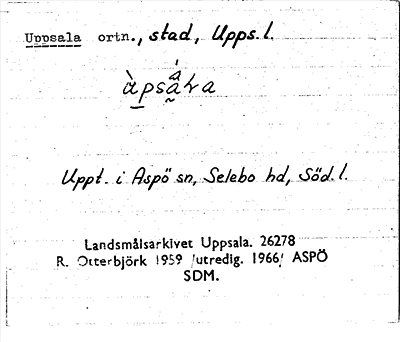 Uppsala ortn., stad, Upps. l.
àpsǻra
Uppt. i Aspö sn, Selebo hd, Söd. l.
Landsmålsarkivet Uppsala. 26278
R. Otterbjörk 1959 /utredig. 1966/ ASPÖ
SDM.